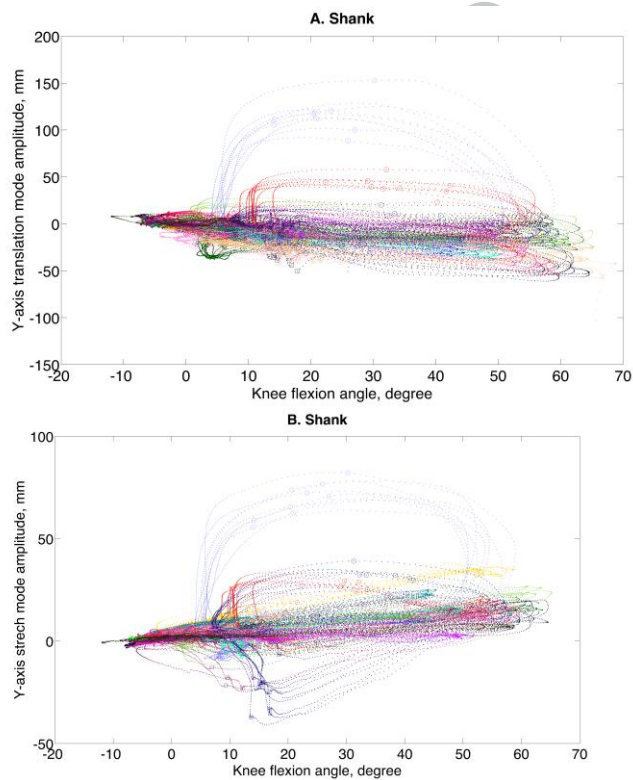 A. Shank
200
150
100
50
0
-50
-100
-150
Y-axis translation mode amplitude, mm
-20 -10 0 10 20 30 40 50 60 70
Knee flexion angle, degree
B. Shank
100
50
0
-50
Y-axis strech mode amplitude, mm
-20 -10 0 10 20 30 40 50 60 70
Knee flexion angle, degree